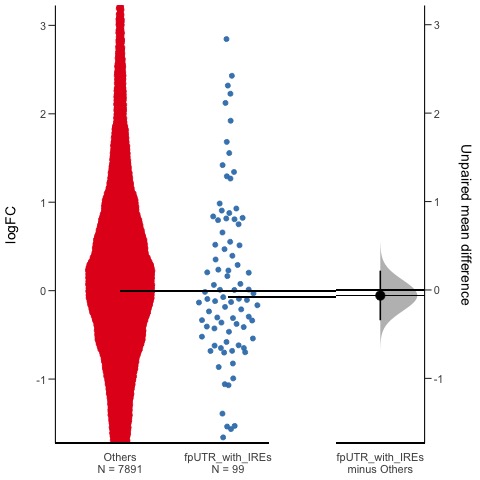 logFC
3
2
1
0
-1
3
2
1
0
-1
Unpaired mean difference
Others
N = 7891
fpUTR_with_IREs
N = 99
fpUTR_with_IREs
minus Others